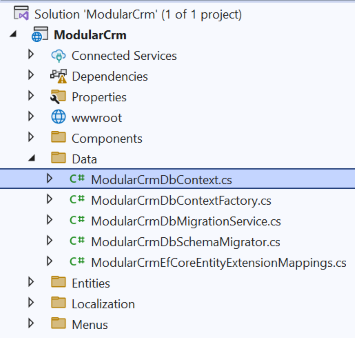 Solution 'ModularCrm' (1 of 1 project)
ModularCrm
Connected Services
Dependencies
Properties
wwwroot
Components
Data
C# ModularCrmDbContext.cs
C# ModularCrmDbContextFactory.cs
C# ModularCrmDbMigrationService.cs
C# ModularCrmDbSchemaMigrator.cs
C# ModularCrmEfCoreEntityExtensionMappings.cs
Entities
Localization
Menus